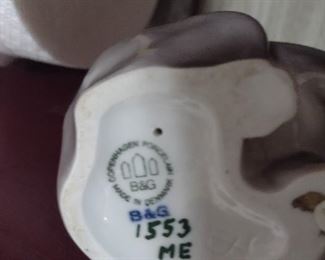 COPENHAGEN PORCELAIN
B&G
MADE IN DENMARK
B&G
1553
ME